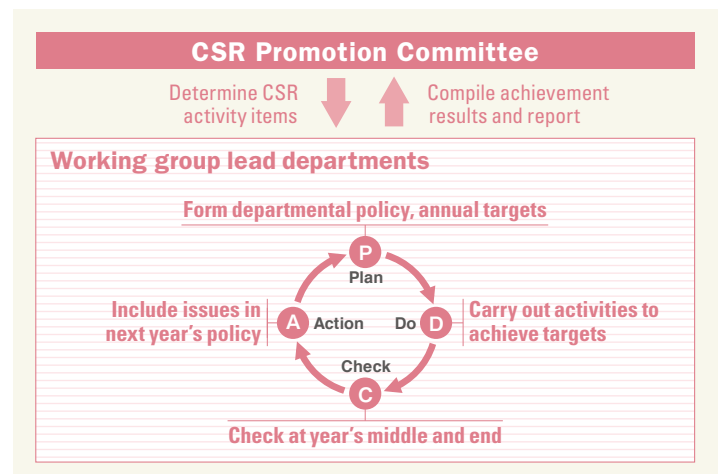 CSR Promotion Committee
Determine CSR
activity items
Compile achievement
results and report
Working group lead departments
Form departmental policy, annual targets
P
Plan
Include issues in
next year's policy
A
Action
Do
D
Carry out activities to
achieve targets
Check
C
Check at year's middle and end